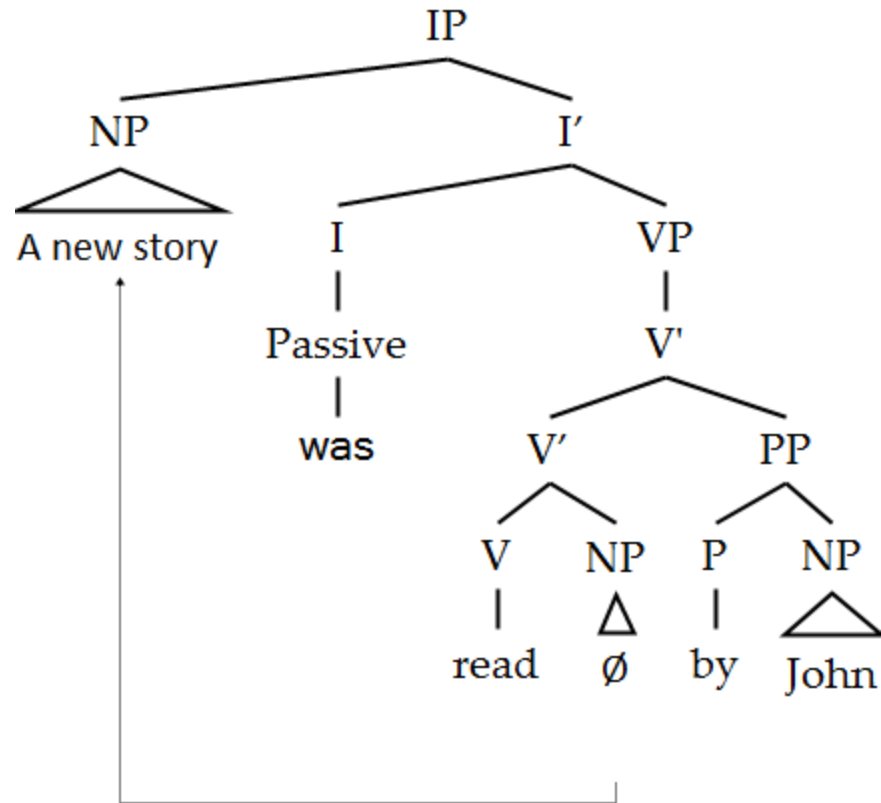 IP
NP I′
A new story I VP
Passive V'
was V′ PP
V NP P NP
read Ø by John